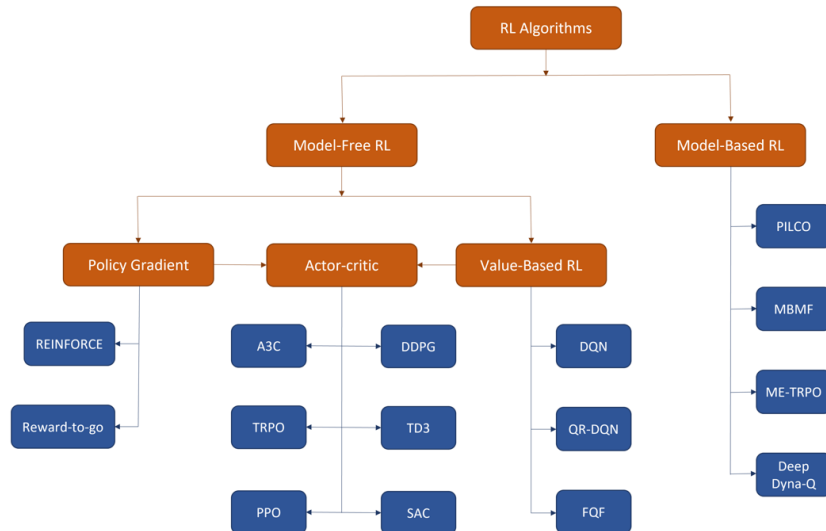 RL Algorithms
Model-Free RL
Model-Based RL
Policy Gradient
Actor-critic
Value-Based RL
PILCO
MBMF
ME-TRPO
Deep
Dyna-Q
REINFORCE
Reward-to-go
A3C
DDPG
TRPO
TD3
PPO
SAC
DQN
QR-DQN
FQF